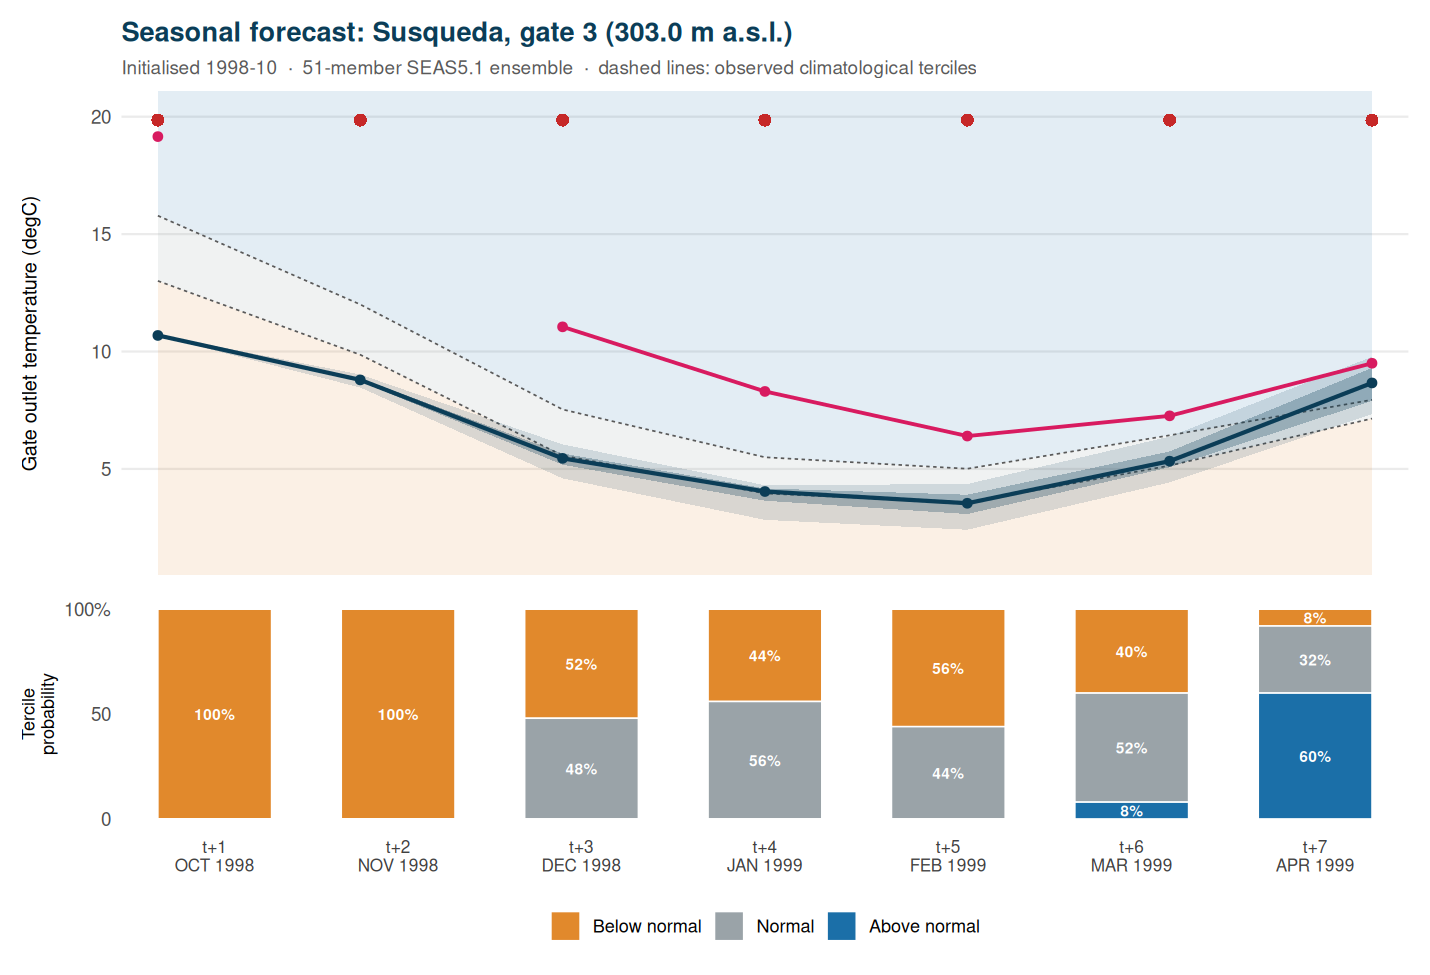 Seasonal forecast: Susqueda, gate 3 (303.0 m a.s.l.)
Initialised 1998-10 · 51-member SEAS5.1 ensemble · dashed lines: observed climatological terciles
Gate outlet temperature (degC)
20
15
10
5
Tercile
probability
100%
50
0
100%
100%
52%
48%
44%
56%
56%
44%
40%
52%
8%
8%
32%
60%
t+1
OCT 1998
t+2
NOV 1998
t+3
DEC 1998
t+4
JAN 1999
t+5
FEB 1999
t+6
MAR 1999
t+7
APR 1999
Below normal
Normal
Above normal